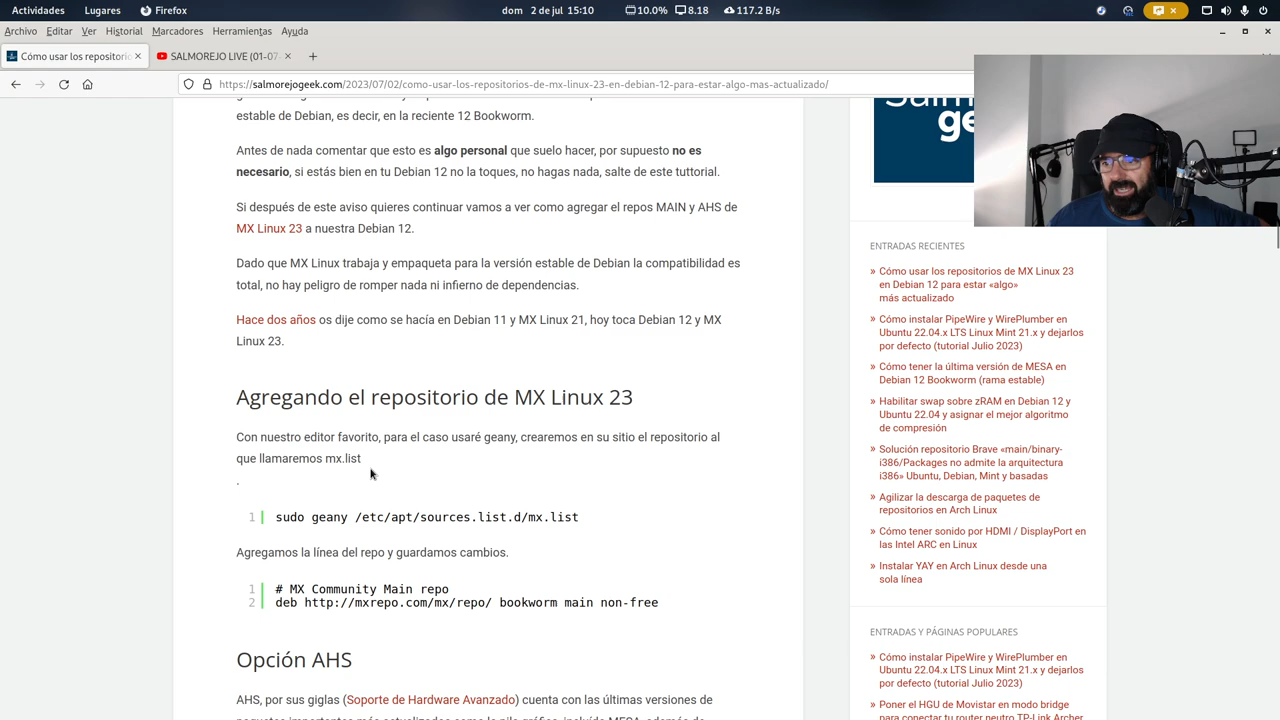 Actividades Lugares Firefox dom 2 de jul 15:10 10.0% 8.18 117.2 B/s
Archivo Editar Ver Historial Marcadores Herramientas Ayuda
Cómo usar los repositorio SALMOREJO LIVE (01-07-
https://salmorejogeek.com/2023/07/02/como-usar-los-repositorios-de-mx-linux-23-en-debian-12-para-estar-algo-mas-actualizado/
estable de Debian, es decir, en la reciente 12 Bookworm.
Antes de nada comentar que esto es algo personal que suelo hacer, por supuesto no es
necesario, si estás bien en tu Debian 12 no la toques, no hagas nada, salte de este tuttorial.
Si después de este aviso quieres continuar vamos a ver como agregar el repos MAIN y AHS de
MX Linux 23 a nuestra Debian 12.
Dado que MX Linux trabaja y empaqueta para la versión estable de Debian la compatibilidad es
total, no hay peligro de romper nada ni infierno de dependencias.
Hace dos años os dije como se hacía en Debian 11 y MX Linux 21, hoy toca Debian 12 y MX
Linux 23.
Agregando el repositorio de MX Linux 23
Con nuestro editor favorito, para el caso usaré geany, crearemos en su sitio el repositorio al
que llamaremos mx.list
.
1 sudo geany /etc/apt/sources.list.d/mx.list
Agregamos la línea del repo y guardamos cambios.
1 # MX Community Main repo
2 deb http://mxrepo.com/mx/repo/ bookworm main non-free
Opción AHS
AHS, por sus giglas (Soporte de Hardware Avanzado) cuenta con las últimas versiones de
ge
ENTRADAS RECIENTES
» Cómo usar los repositorios de MX Linux 23
en Debian 12 para estar «algo»
más actualizado
» Cómo instalar PipeWire y WirePlumber en
Ubuntu 22.04.x LTS Linux Mint 21.x y dejarlos
por defecto (tutorial Julio 2023)
» Cómo tener la última versión de MESA en
Debian 12 Bookworm (rama estable)
» Habilitar swap sobre zRAM en Debian 12 y
Ubuntu 22.04 y asignar el mejor algoritmo
de compresión
» Solución repositorio Brave «main/binary-
i386/Packages no admite la arquitectura
i386» Ubuntu, Debian, Mint y basadas
» Agilizar la descarga de paquetes de
repositorios en Arch Linux
» Cómo tener sonido por HDMI / DisplayPort en
las Intel ARC en Linux
» Instalar YAY en Arch Linux desde una
sola línea
ENTRADAS Y PÁGINAS POPULARES
» Cómo instalar PipeWire y WirePlumber en
Ubuntu 22.04.x LTS Linux Mint 21.x y dejarlos
por defecto (tutorial Julio 2023)
» Poner el HGU de Movistar en modo bridge
para conectar tu router neutro TP-Link Archer